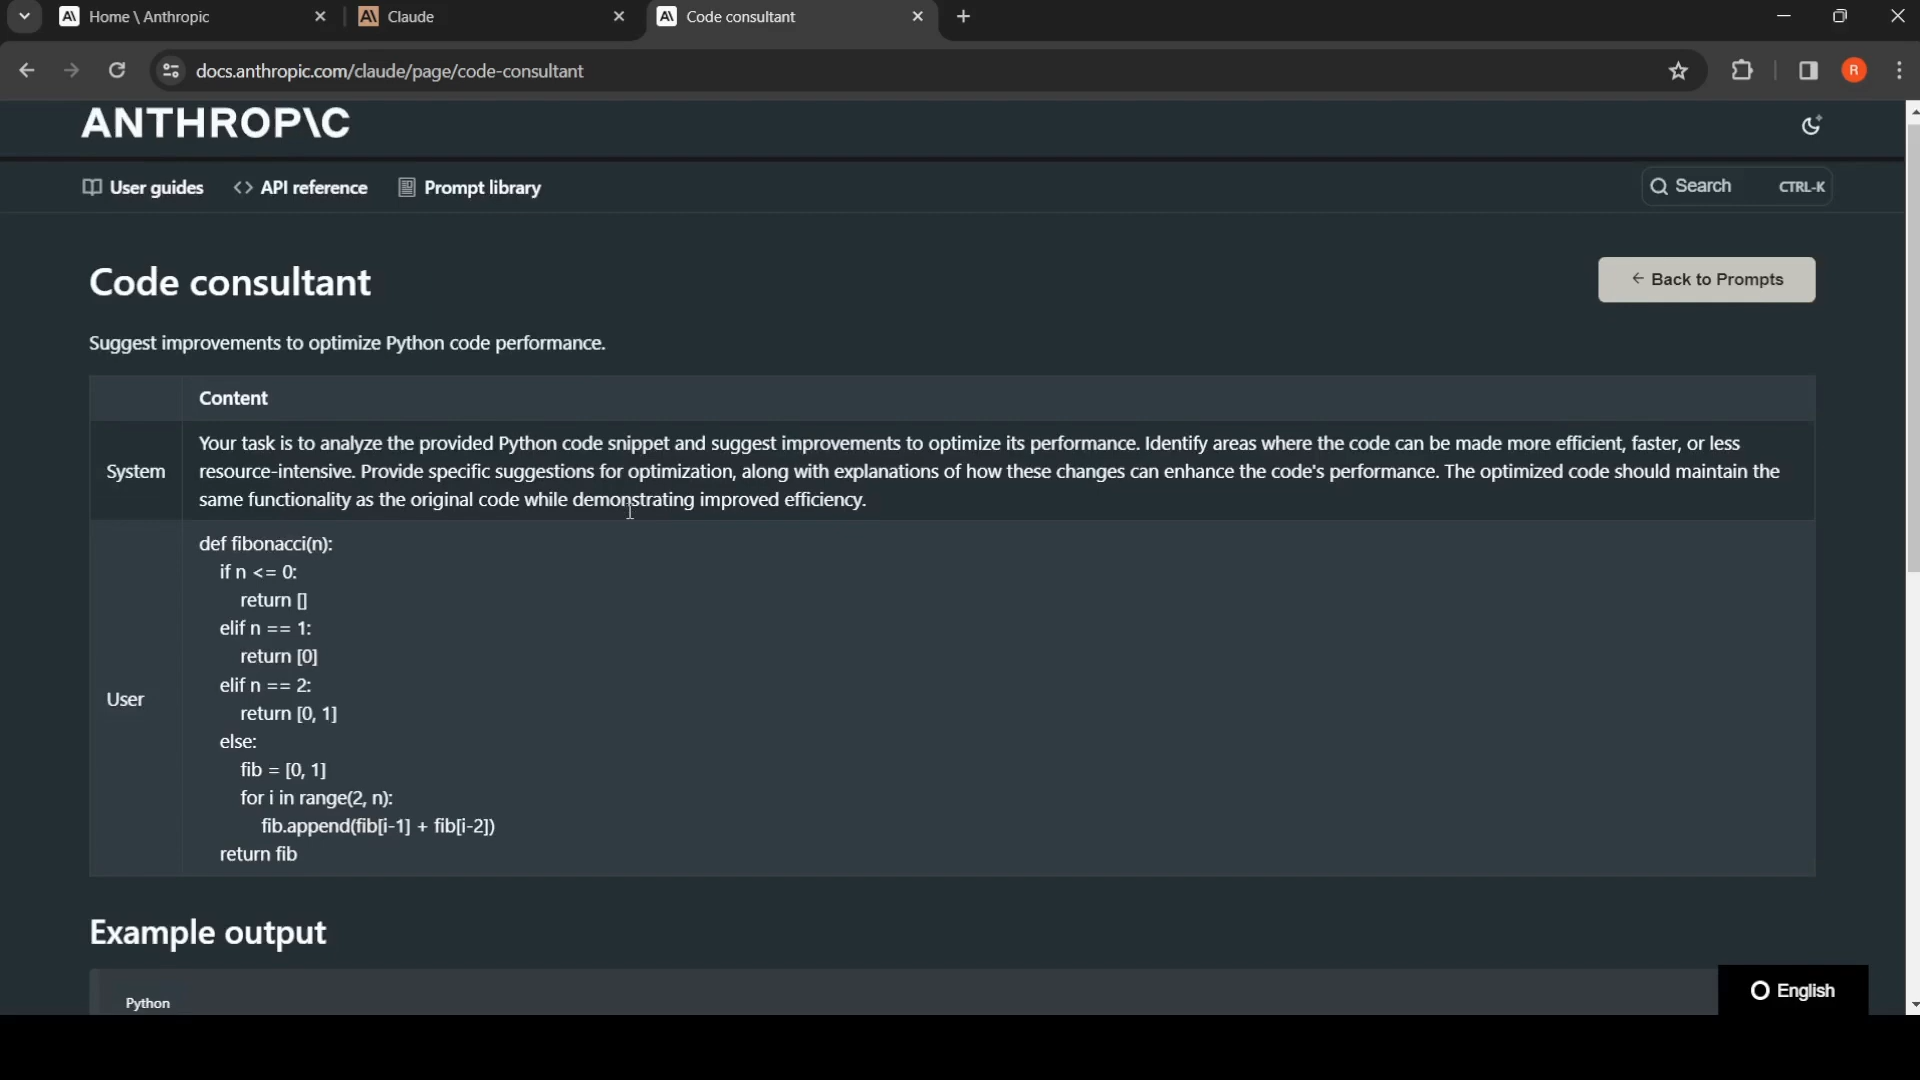 Home \ Anthropic
Claude
Code consultant
docs.anthropic.com/claude/page/code-consultant
R
ANTHROP\C
User guides
API reference
Prompt library
Search
CTRL-K
Code consultant
← Back to Prompts
Suggest improvements to optimize Python code performance.
Content
System
Your task is to analyze the provided Python code snippet and suggest improvements to optimize its performance. Identify areas where the code can be made more efficient, faster, or less
resource-intensive. Provide specific suggestions for optimization, along with explanations of how these changes can enhance the code's performance. The optimized code should maintain the
same functionality as the original code while demonstrating improved efficiency.
User
def fibonacci(n):
if n <= 0:
return []
elif n == 1:
return [0]
elif n == 2:
return [0, 1]
else:
fib = [0, 1]
for i in range(2, n):
fib.append(fib[i-1] + fib[i-2])
return fib
Example output
Python
English